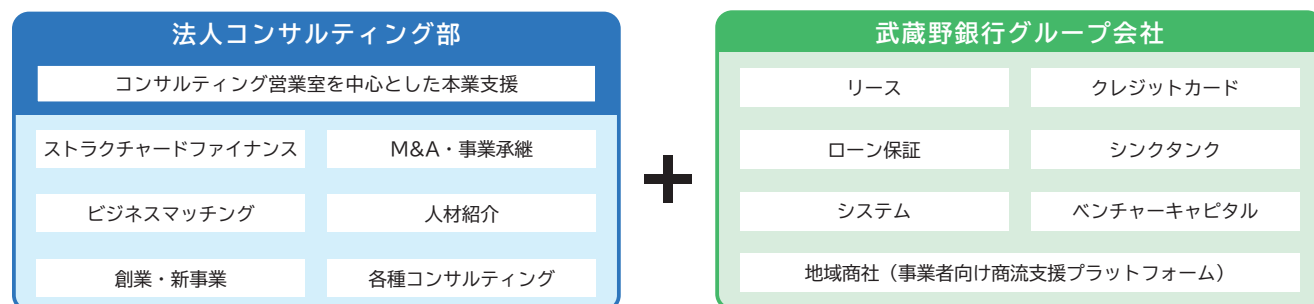 法人コンサルティング部
コンサルティング営業室を中心とした本業支援
ストラクチャードファイナンス
M&A・事業承継
ビジネスマッチング
人材紹介
創業・新事業
各種コンサルティング
+
武蔵野銀行グループ会社
リース
クレジットカード
ローン保証
シンクタンク
システム
ベンチャーキャピタル
地域商社（事業者向け商流支援プラットフォーム）